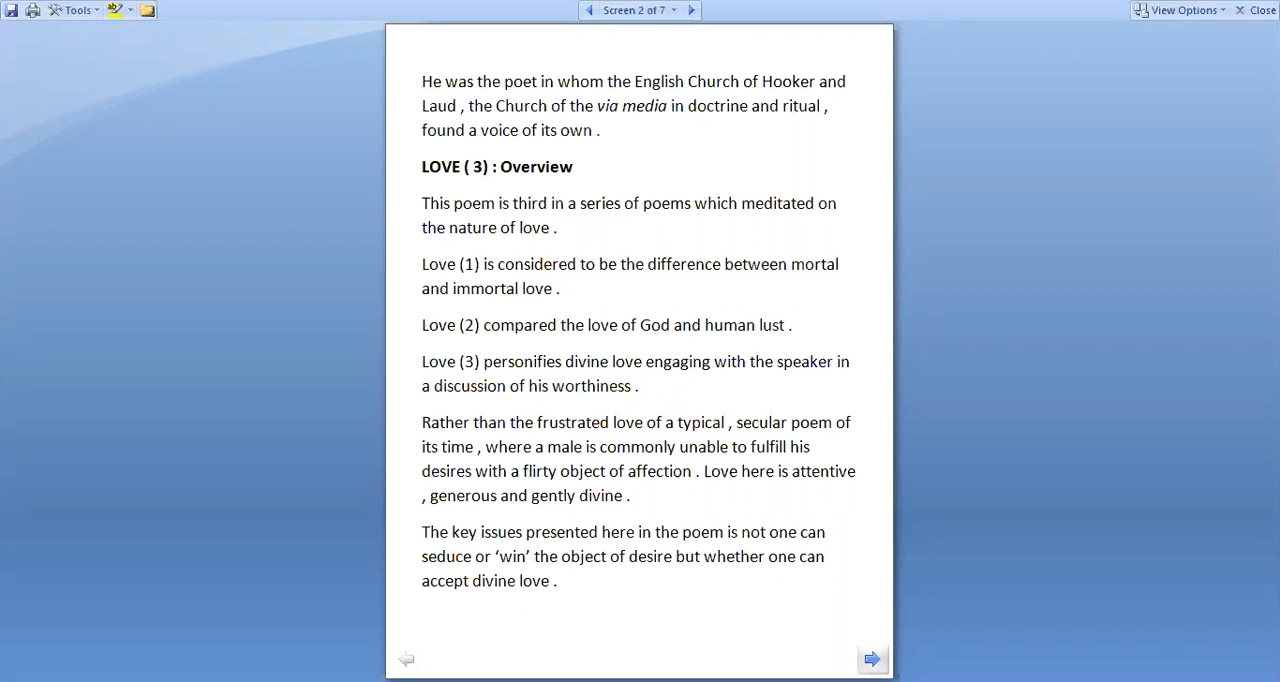 Tools
Screen 2 of 7
View Options
Close
He was the poet in whom the English Church of Hooker and
Laud , the Church of the via media in doctrine and ritual ,
found a voice of its own .
LOVE ( 3) : Overview
This poem is third in a series of poems which meditated on
the nature of love .
Love (1) is considered to be the difference between mortal
and immortal love .
Love (2) compared the love of God and human lust .
Love (3) personifies divine love engaging with the speaker in
a discussion of his worthiness .
Rather than the frustrated love of a typical , secular poem of
its time , where a male is commonly unable to fulfill his
desires with a flirty object of affection . Love here is attentive
, generous and gently divine .
The key issues presented here in the poem is not one can
seduce or ‘win’ the object of desire but whether one can
accept divine love .